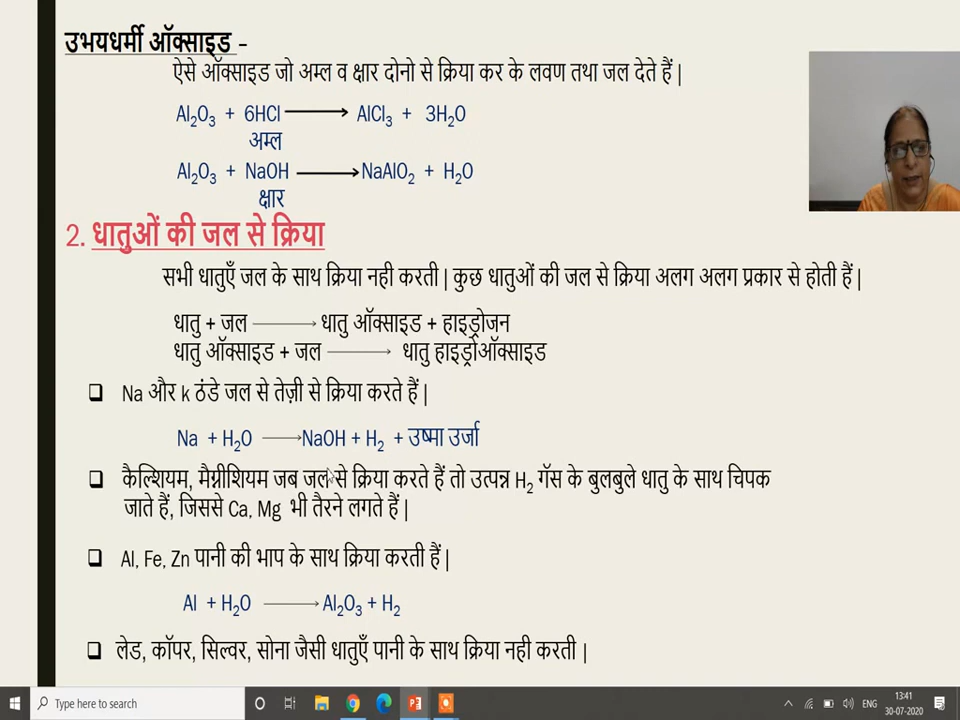 उभयधर्मी ऑक्साइड -
ऐसे ऑक्साइड जो अम्ल व क्षार दोनो से क्रिया कर के लवण तथा जल देते हैं |
Al₂O₃ + 6HCl ⟶ AlCl₃ + 3H₂O
अम्ल
Al₂O₃ + NaOH ⟶ NaAlO₂ + H₂O
क्षार
2. धातुओं की जल से क्रिया
सभी धातुएँ जल के साथ क्रिया नही करती | कुछ धातुओं की जल से क्रिया अलग अलग प्रकार से होती हैं |
धातु + जल ⟶ धातु ऑक्साइड + हाइड्रोजन
धातु ऑक्साइड + जल ⟶ धातु हाइड्रोऑक्साइड
❑ Na और k ठंडे जल से तेज़ी से क्रिया करते हैं |
Na + H₂O ⟶ NaOH + H₂ + उष्मा उर्जा
❑ कैल्शियम, मैग्नीशियम जब जल से क्रिया करते हैं तो उत्पन्न H₂ गॅस के बुलबुले धातु के साथ चिपक
जाते हैं, जिससे Ca, Mg भी तैरने लगते हैं |
❑ Al, Fe, Zn पानी की भाप के साथ क्रिया करती हैं |
Al + H₂O ⟶ Al₂O₃ + H₂
❑ लेड, कॉपर, सिल्वर, सोना जैसी धातुएँ पानी के साथ क्रिया नही करती |
Type here to search
ENG
13:41
30-07-2020